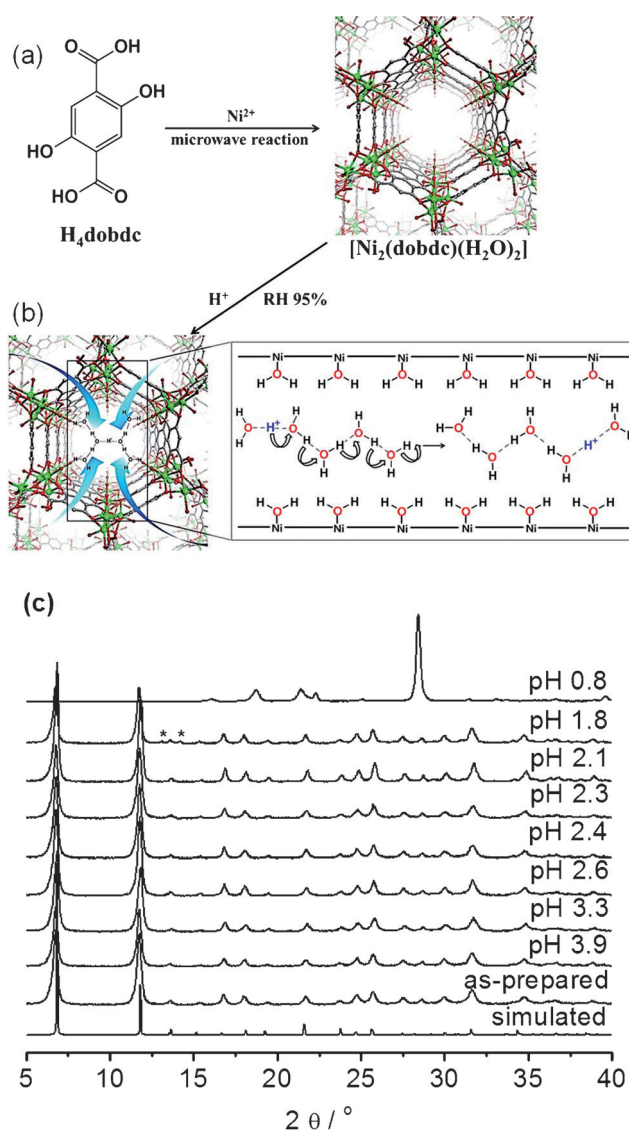 (a)
O OH
OH
HO
HO O
H₄dobdc
Ni²⁺
microwave reaction
[Ni₂(dobdc)(H₂O)₂]
H⁺ RH 95%
(b)
Ni Ni Ni Ni Ni Ni
O O O O O O
H H H H H H H H H H H H
H H H H H H
O H⁺ O O O O O
H H H H H H H⁺
O O O O
H H H H
H H H H H H H H H H H H
O O O O O O
Ni Ni Ni Ni Ni Ni
(c)
pH 0.8
* * pH 1.8
pH 2.1
pH 2.3
pH 2.4
pH 2.6
pH 3.3
pH 3.9
as-prepared
simulated
5 10 15 20 25 30 35 40
2 θ / °